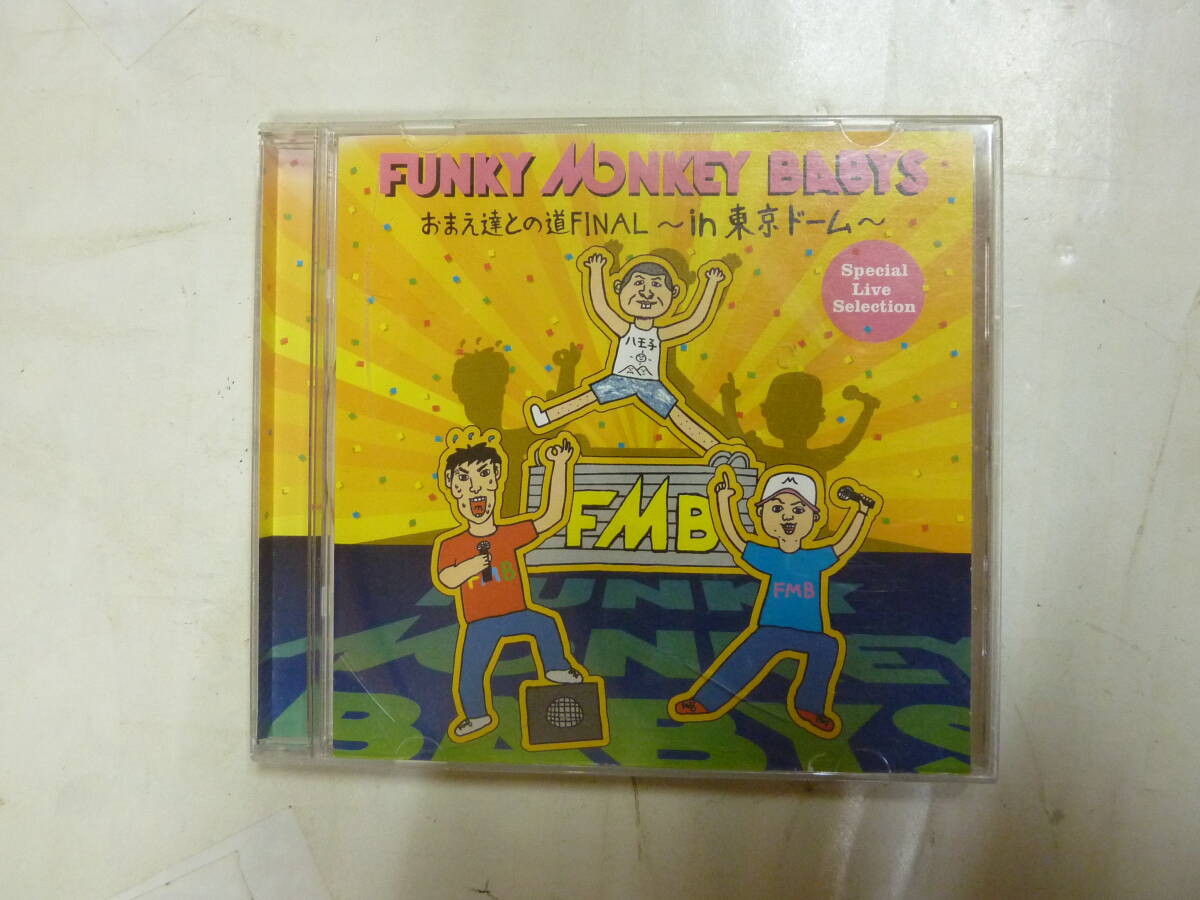 FUNKY MONKEY BABYS
おまえ達との道FINAL 〜in 東京ドーム〜
Special
Live
Selection
八王子
FMB
FMB
FMB
M
FUNKY
MONKEY
BABYS